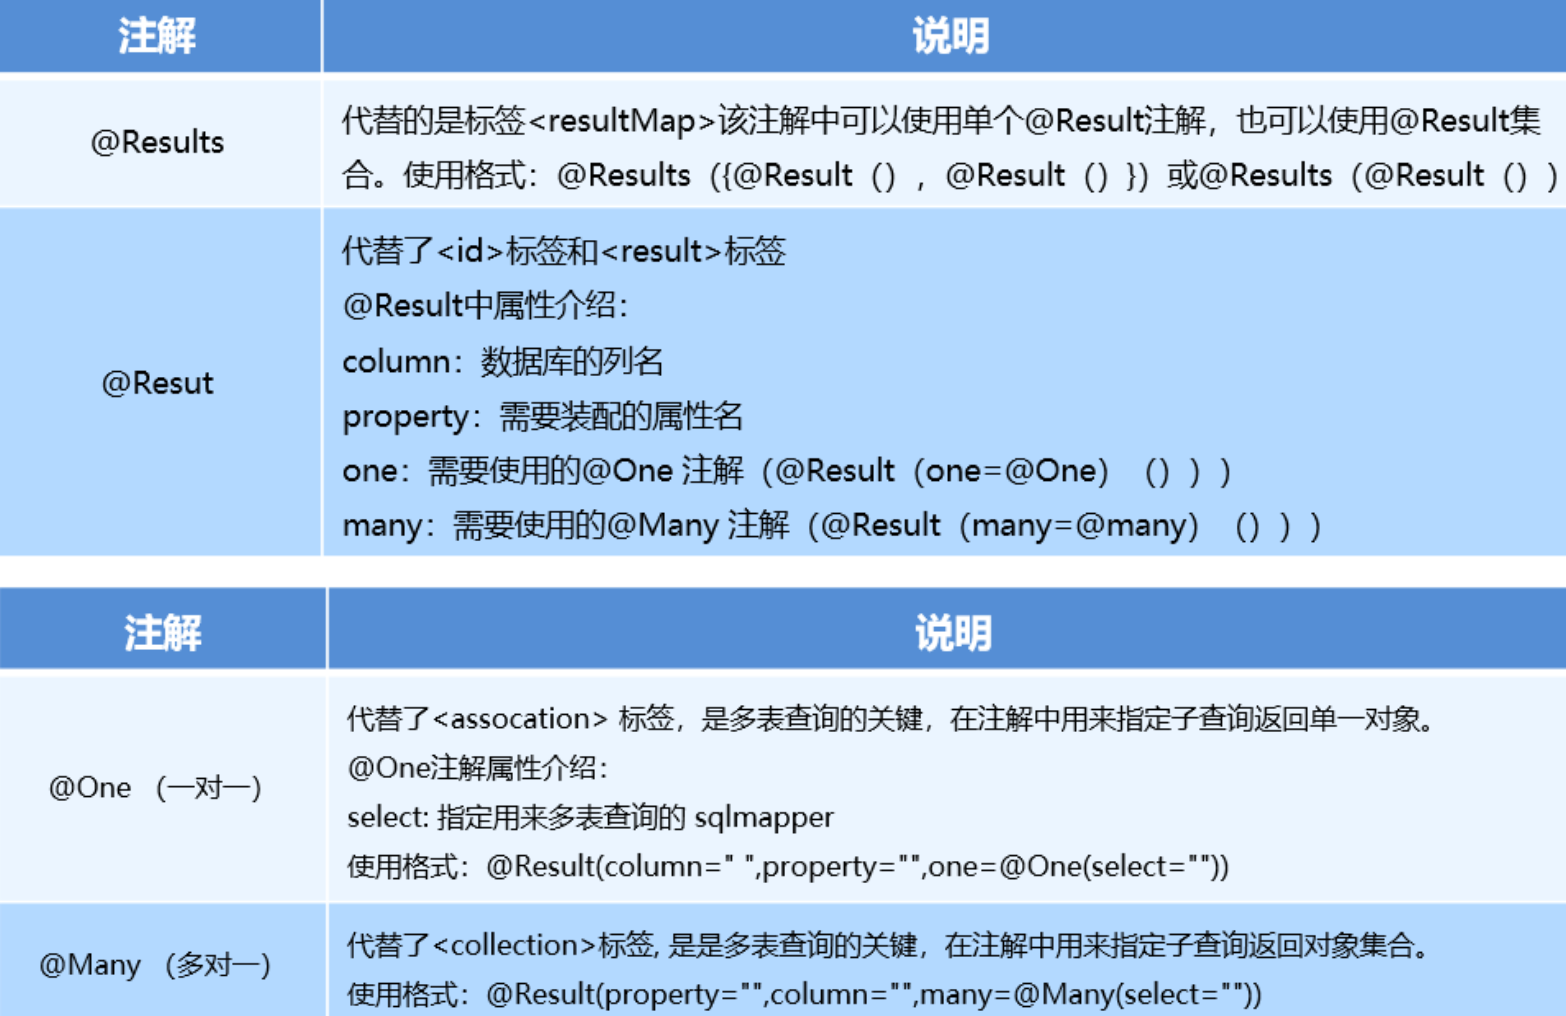 注解 说明
@Results
代替的是标签<resultMap>该注解中可以使用单个@Result注解，也可以使用@Result集
合。使用格式：@Results（{@Result（），@Result（）}）或@Results（@Result（））
@Resut
代替了<id>标签和<result>标签
@Result中属性介绍：
column：数据库的列名
property：需要装配的属性名
one：需要使用的@One 注解（@Result（one=@One）（）））
many：需要使用的@Many 注解（@Result（many=@many）（）））
注解 说明
@One （一对一）
代替了<assocation> 标签，是多表查询的关键，在注解中用来指定子查询返回单一对象。
@One注解属性介绍：
select: 指定用来多表查询的 sqlmapper
使用格式：@Result(column=" ",property="",one=@One(select=""))
@Many （多对一）
代替了<collection>标签, 是是多表查询的关键，在注解中用来指定子查询返回对象集合。
使用格式：@Result(property="",column="",many=@Many(select=""))